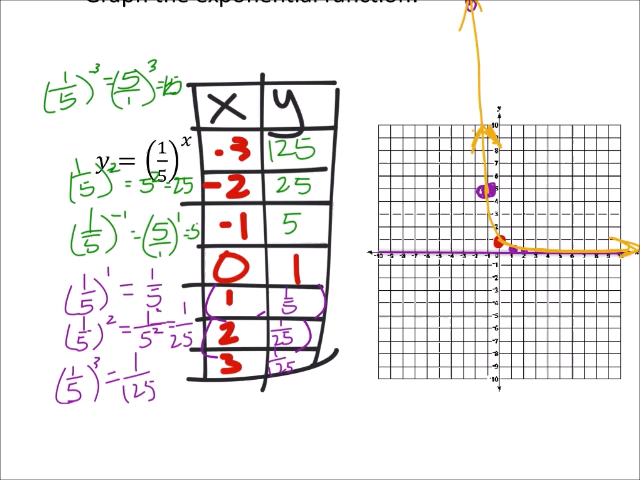 Graph the exponential function.
(1/5)^-3 = (5/1)^3 = 125
x y
y = (1/5)^x
-3 125
(1/5)^2 = 5^2 = 25
-2 25
(1/5)^-1 = (5/1)^1 = 5
-1 5
0 1
(1/5)^1 = 1/5
1 1/5
(1/5)^2 = 1^2/5^2 = 1/25
2 1/25
(1/5)^3 = 1/125
3 1/125
y